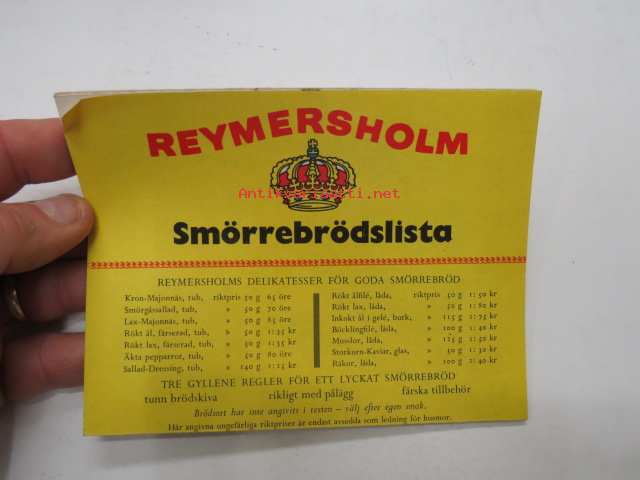 REYMERSHOLM
Antikvariaatti.net
Smörrebrödslista
REYMERSHOLMS DELIKATESSER FÖR GODA SMÖRREBRÖD
Kron-Majonnäs, tub, riktpris 50 g 65 öre
Smörgåssallad, tub, » 50 g 70 öre
Lax-Majonnäs, tub, » 50 g 65 öre
Rökt ål, färserad, tub, » 50 g 1:25 kr
Rökt lax, färserad, tub, » 50 g 1:35 kr
Äkta pepparrot, tub, » 50 g 80 öre
Sallad-Dressing, tub, » 140 g 1:25 kr
Rökt ålfilé, låda, riktpris 50 g 1:50 kr
Rökt lax, låda, » 50 g 1:80 kr
Inkokt ål i gelé, burk, » 115 g 2:75 kr
Böcklingfilé, låda, » 100 g 1:40 kr
Musslor, låda, » 125 g 1:50 kr
Storkorn-Kaviar, glas, » 50 g 1:30 kr
Räkor, låda, » 100 g 2:40 kr
TRE GYLLENE REGLER FÖR ETT LYCKAT SMÖRREBRÖD
tunn brödskiva rikligt med pålägg färska tillbehör
Brödsort har inte angivits i texten – välj efter egen smak.
Här angivna ungefärliga riktpriser är endast avsedda som ledning för husmor.